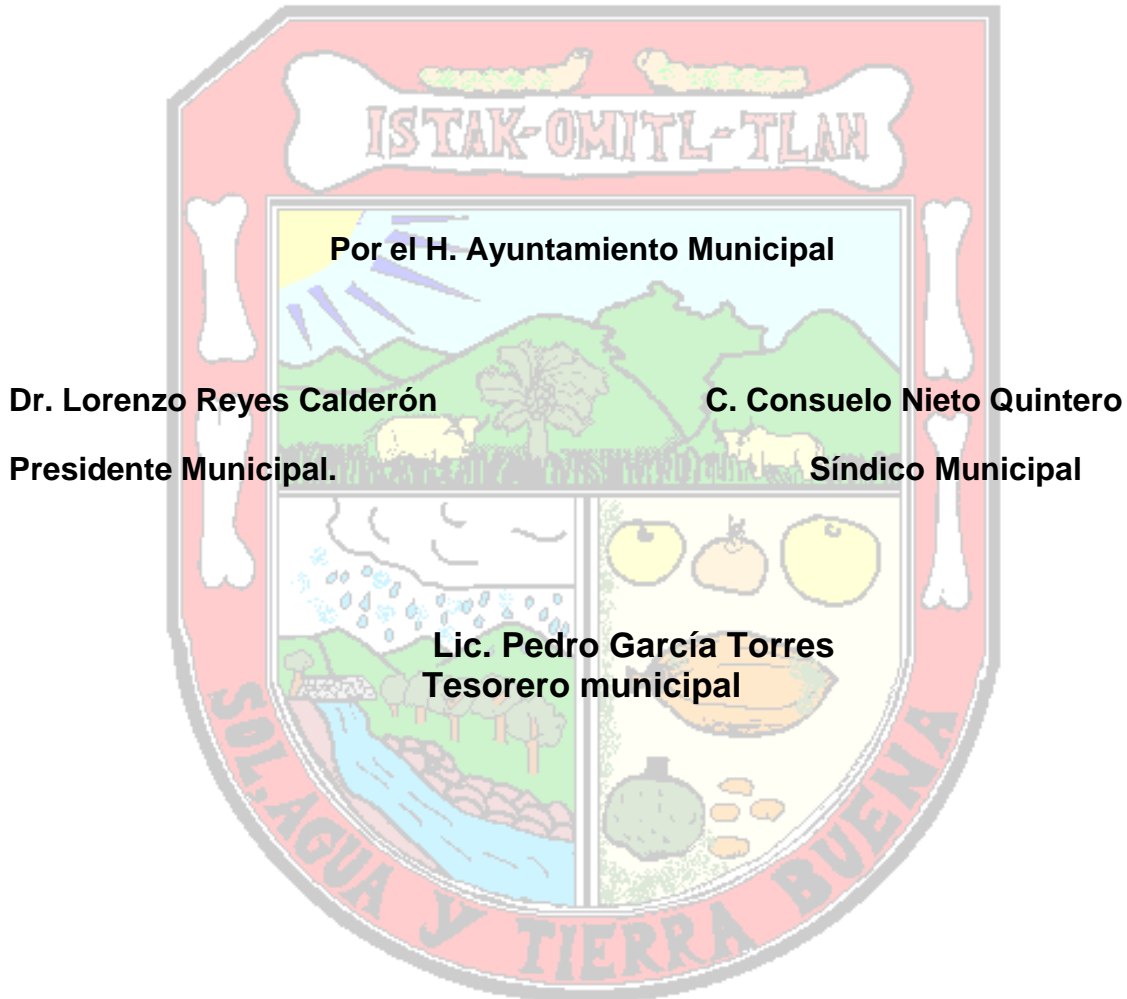 ISTAK-OMITL-TLAN
Por el H. Ayuntamiento Municipal
Dr. Lorenzo Reyes Calderón C. Consuelo Nieto Quintero
Presidente Municipal. Síndico Municipal
Lic. Pedro García Torres
Tesorero municipal
SOL, AGUA Y TIERRA BUENA